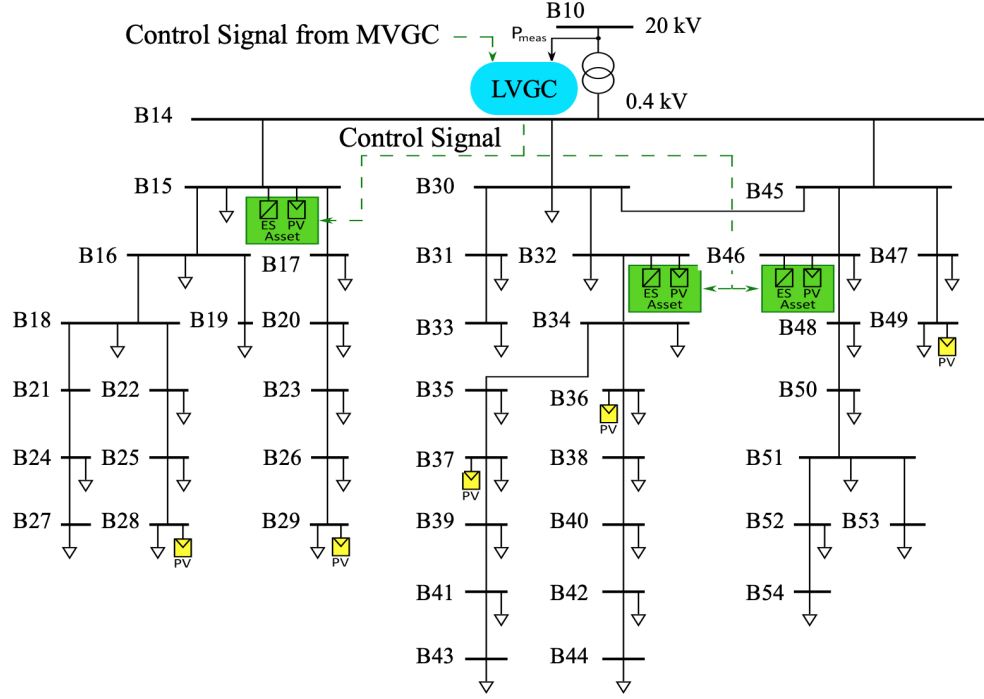 B10
20 kV
Control Signal from MVGC
Pmeas
LVGC
0.4 kV
B14
Control Signal
B15
B30
B45
ES PV
Asset
B16
B17
B31
B32
B46
B47
ES PV
Asset
ES PV
Asset
B18
B19
B20
B33
B34
B48
B49
PV
B21
B22
B23
B35
B36
B50
PV
B24
B25
B26
B37
B38
B51
PV
B27
B28
B29
B39
B40
B52
B53
PV
PV
B41
B42
B54
B43
B44